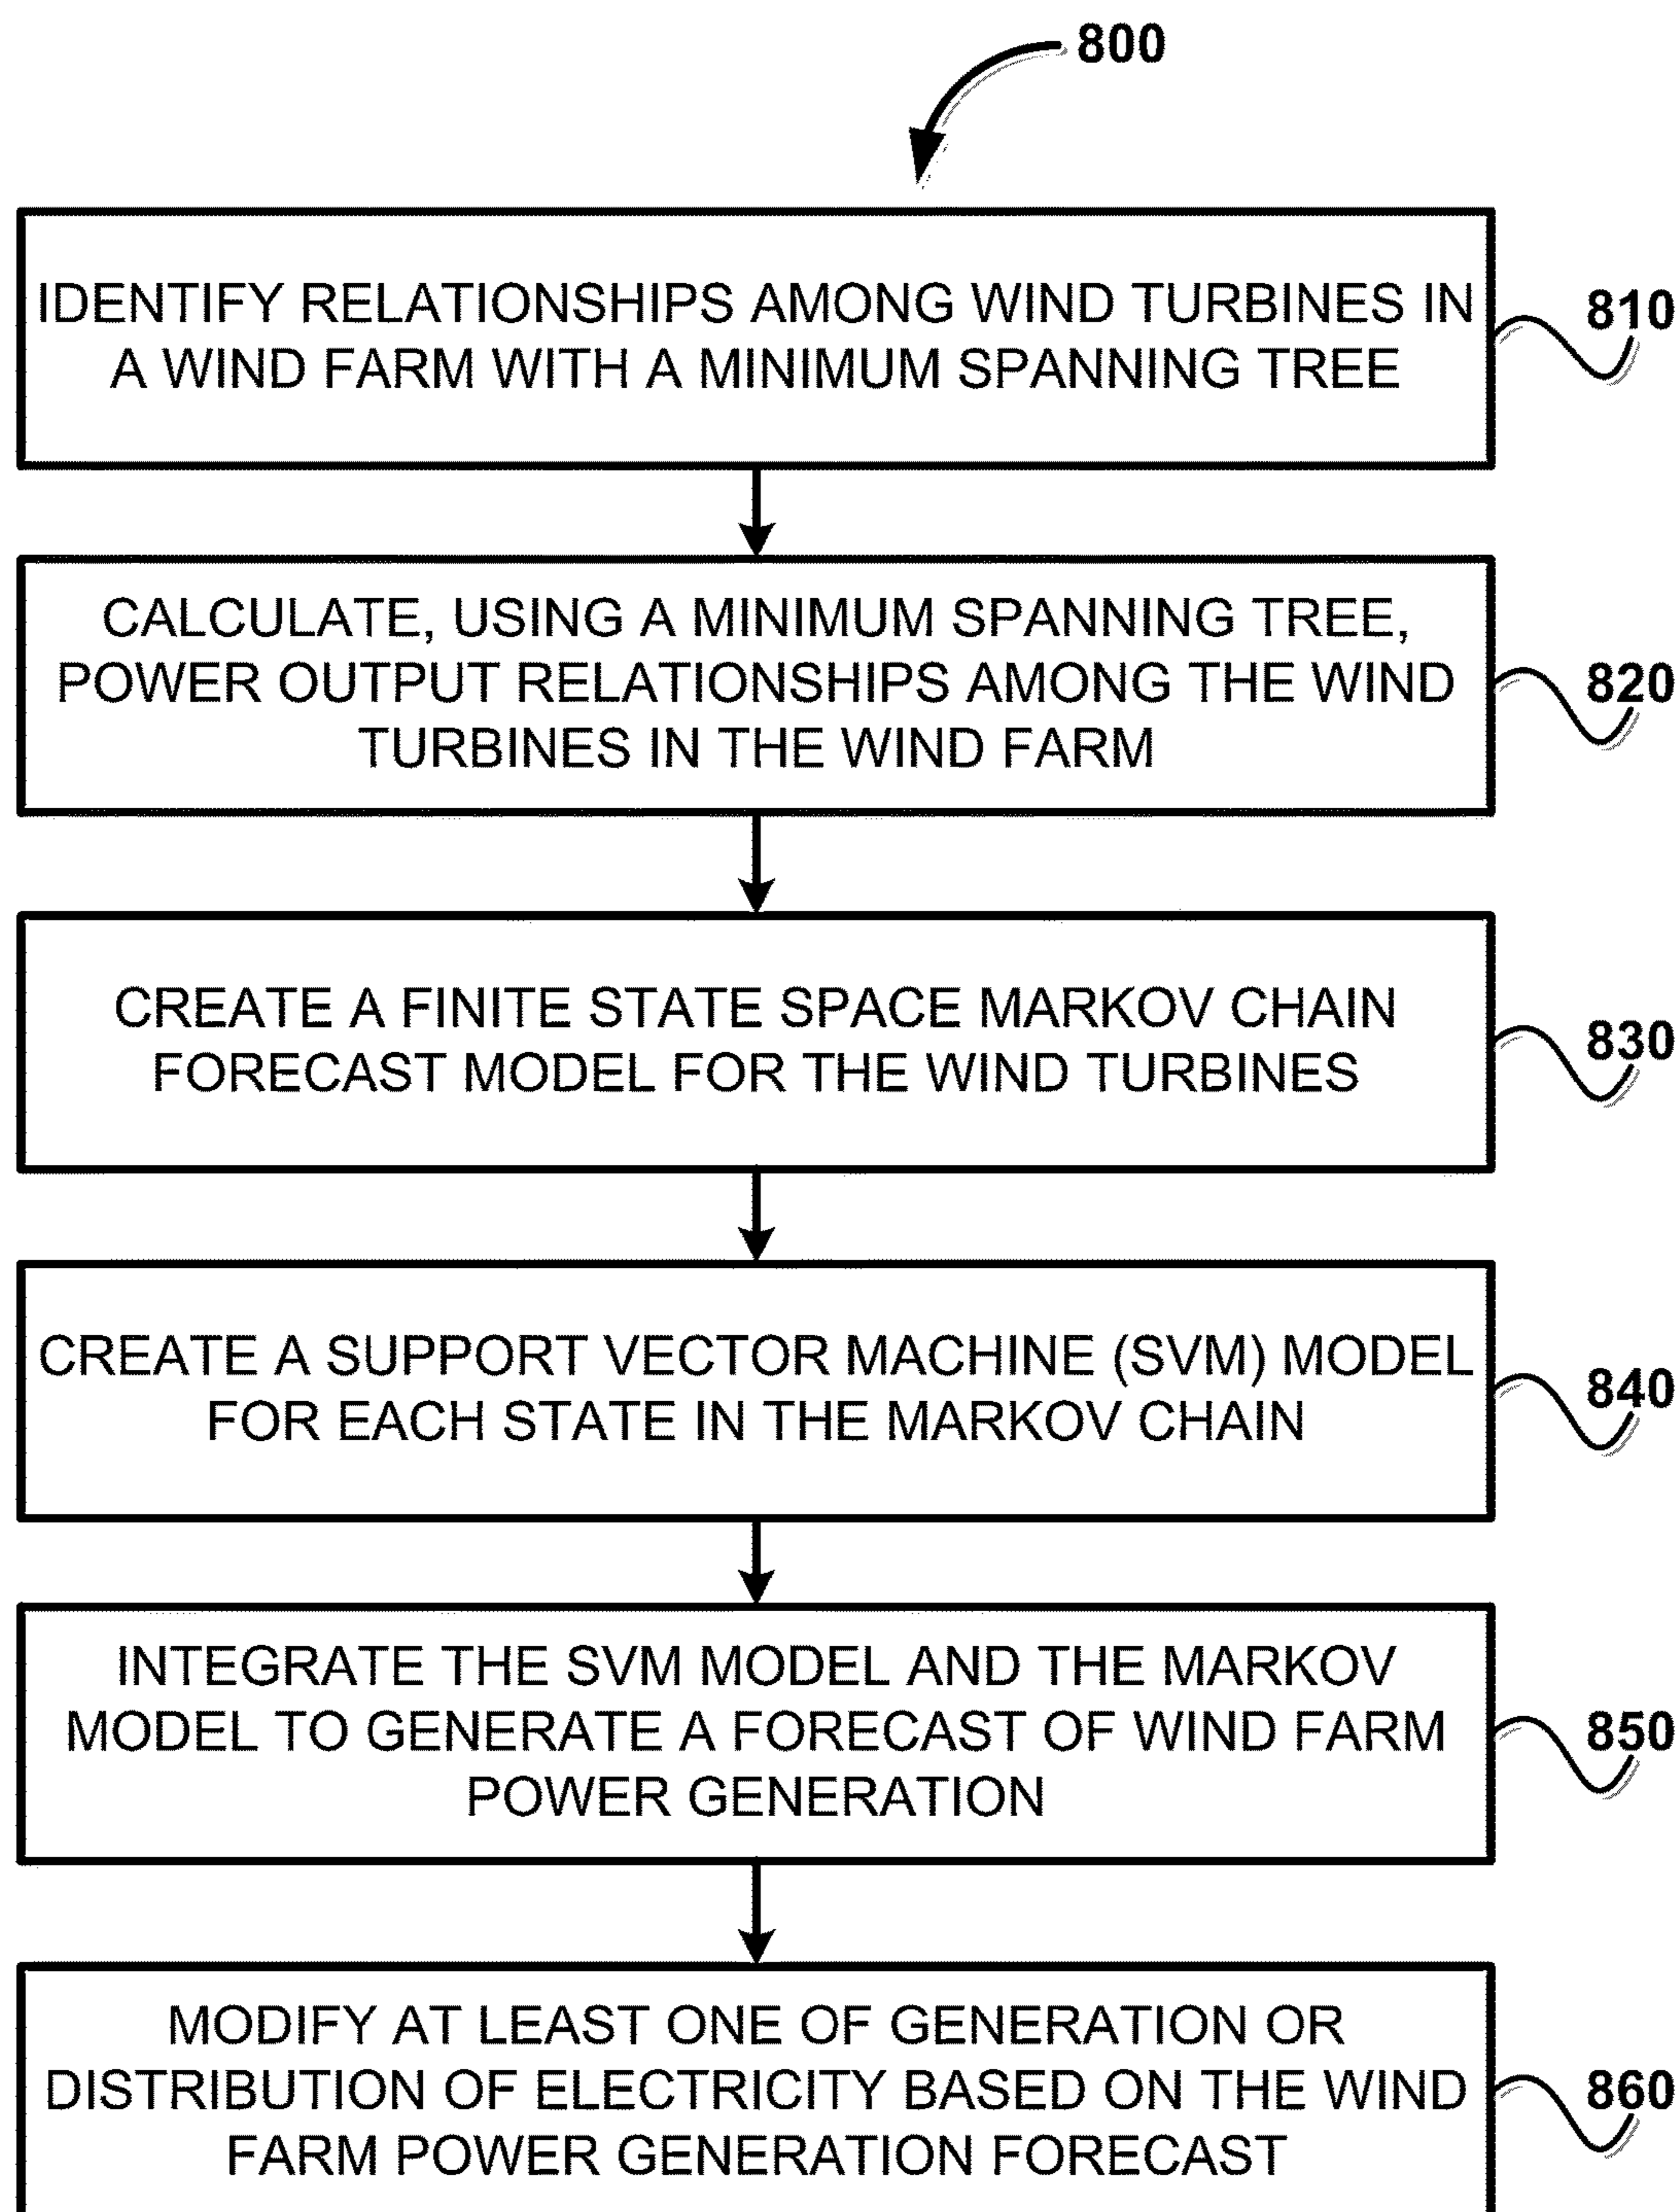 800
IDENTIFY RELATIONSHIPS AMONG WIND TURBINES IN
A WIND FARM WITH A MINIMUM SPANNING TREE
810
CALCULATE, USING A MINIMUM SPANNING TREE,
POWER OUTPUT RELATIONSHIPS AMONG THE WIND
TURBINES IN THE WIND FARM
820
CREATE A FINITE STATE SPACE MARKOV CHAIN
FORECAST MODEL FOR THE WIND TURBINES
830
CREATE A SUPPORT VECTOR MACHINE (SVM) MODEL
FOR EACH STATE IN THE MARKOV CHAIN
840
INTEGRATE THE SVM MODEL AND THE MARKOV
MODEL TO GENERATE A FORECAST OF WIND FARM
POWER GENERATION
850
MODIFY AT LEAST ONE OF GENERATION OR
DISTRIBUTION OF ELECTRICITY BASED ON THE WIND
FARM POWER GENERATION FORECAST
860